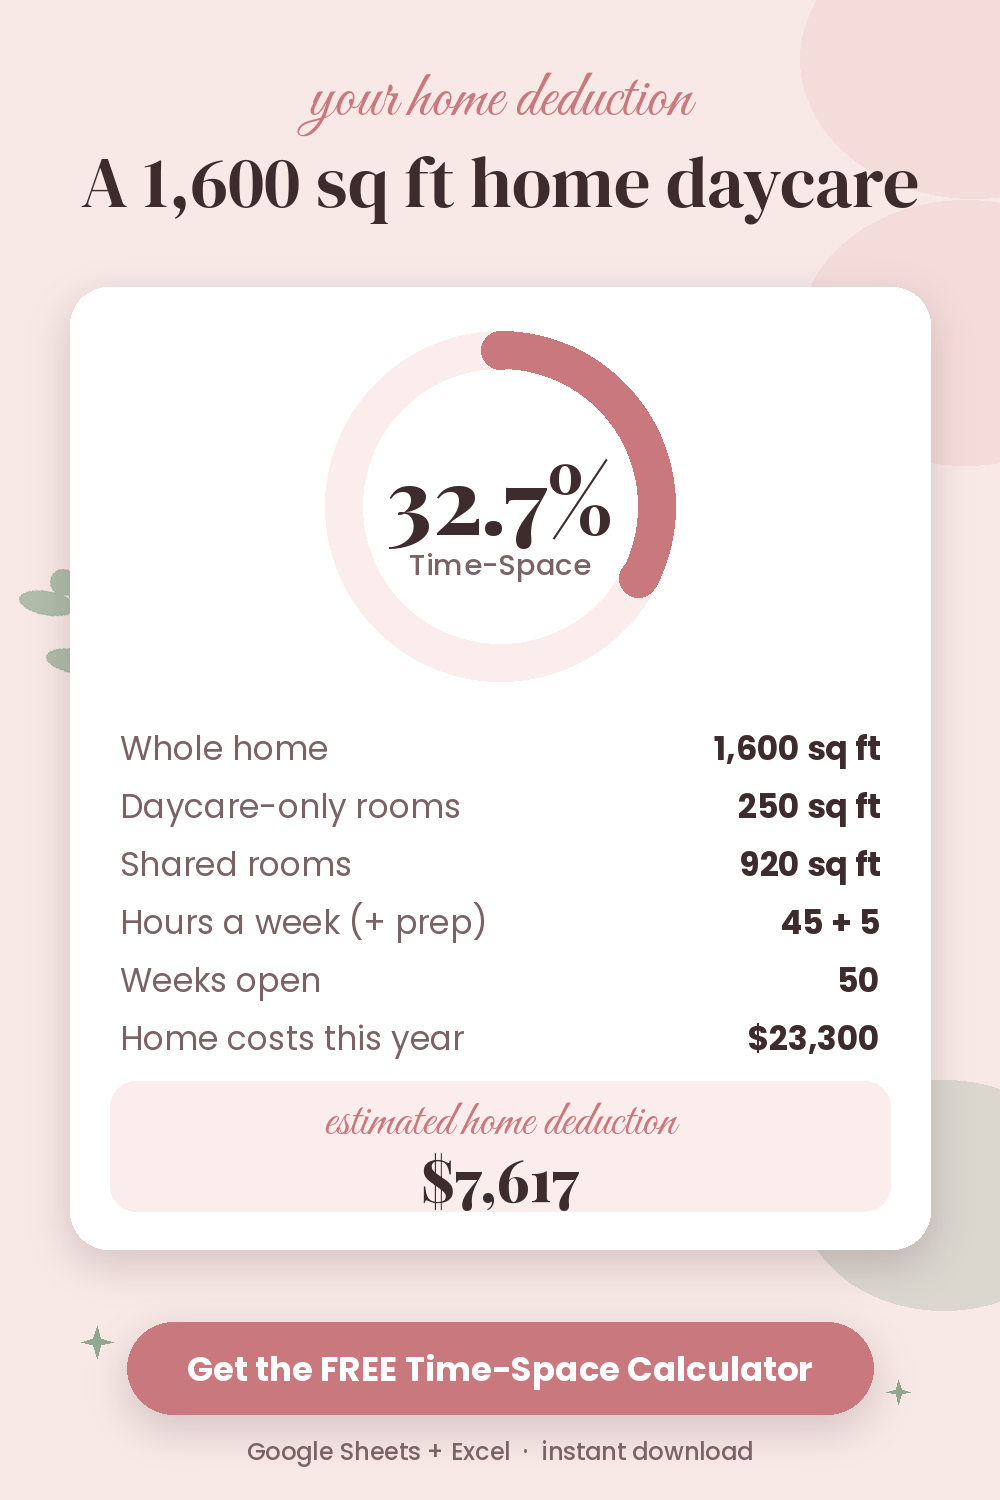 your home deduction
A 1,600 sq ft home daycare
32.7%
Time-Space
Whole home 1,600 sq ft
Daycare-only rooms 250 sq ft
Shared rooms 920 sq ft
Hours a week (+ prep) 45 + 5
Weeks open 50
Home costs this year $23,300
estimated home deduction
$7,617
Get the FREE Time-Space Calculator
Google Sheets + Excel · instant download